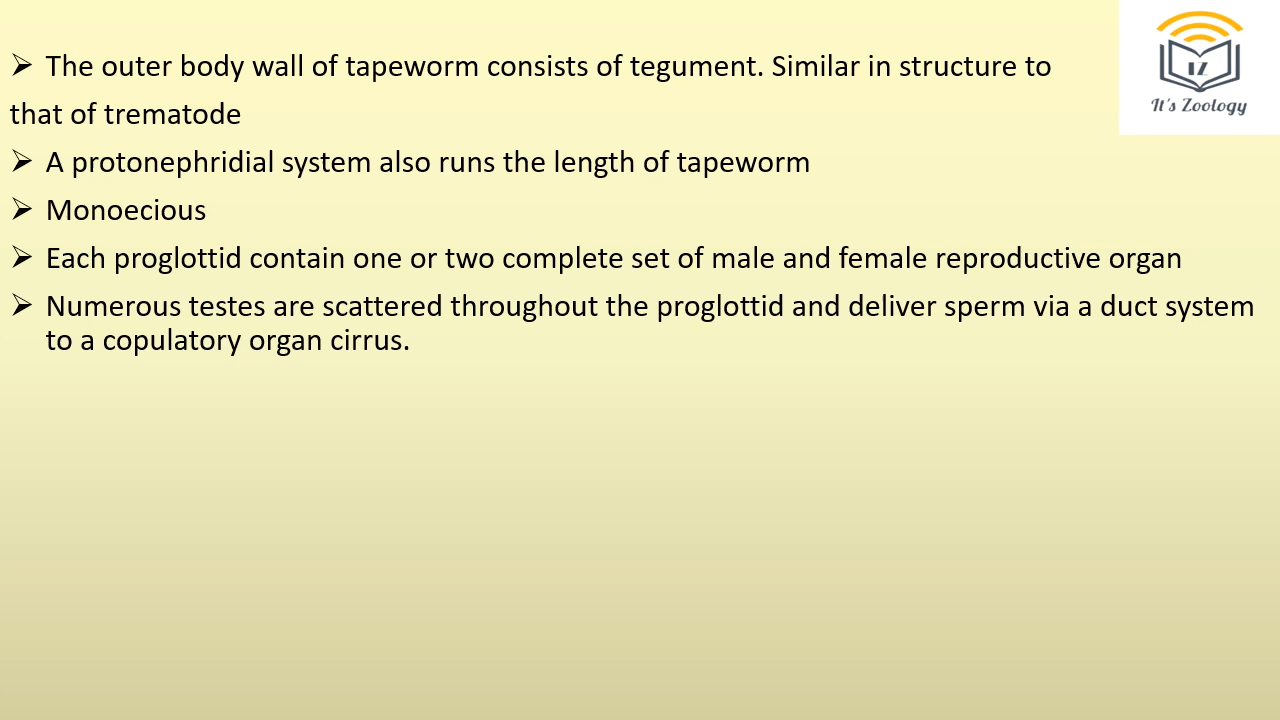 ➢ The outer body wall of tapeworm consists of tegument. Similar in structure to
that of trematode
➢ A protonephridial system also runs the length of tapeworm
➢ Monoecious
➢ Each proglottid contain one or two complete set of male and female reproductive organ
➢ Numerous testes are scattered throughout the proglottid and deliver sperm via a duct system
to a copulatory organ cirrus.
IZ
It's Zoology